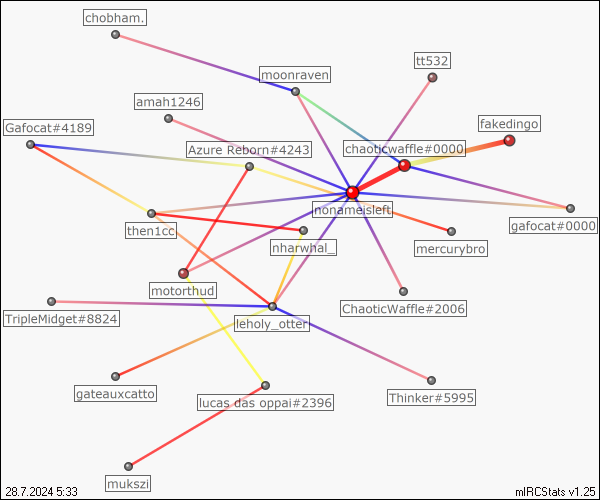 chobham.
tt532
moonraven
amah1246
Gafocat#4189
fakedingo
Azure Reborn#4243
chaoticwaffle#0000
nonameisleft
then1cc
gafocat#0000
nharwhal_
mercurybro
motorthud
ChaoticWaffle#2006
TripleMidget#8824
leholy_otter
gateauxcatto
lucas das oppai#2396
Thinker#5995
mukszi
28.7.2024 5:33
mIRCStats v1.25